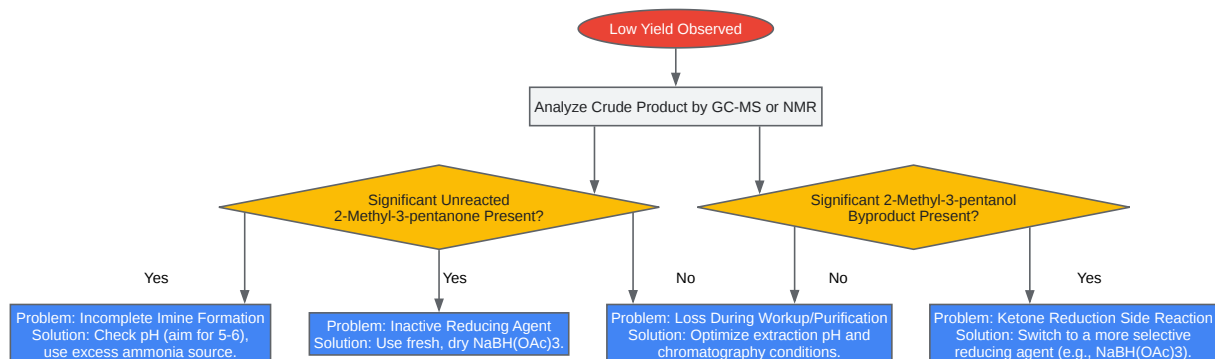 Low Yield Observed
Analyze Crude Product by GC-MS or NMR
Significant Unreacted
2-Methyl-3-pentanone Present?
Significant 2-Methyl-3-pentanol
Byproduct Present?
Yes
Yes
No
No
Yes
Problem: Incomplete Imine Formation
Solution: Check pH (aim for 5-6),
use excess ammonia source.
Problem: Inactive Reducing Agent
Solution: Use fresh, dry NaBH(OAc)3.
Problem: Loss During Workup/Purification
Solution: Optimize extraction pH and
chromatography conditions.
Problem: Ketone Reduction Side Reaction
Solution: Switch to a more selective
reducing agent (e.g., NaBH(OAc)3).